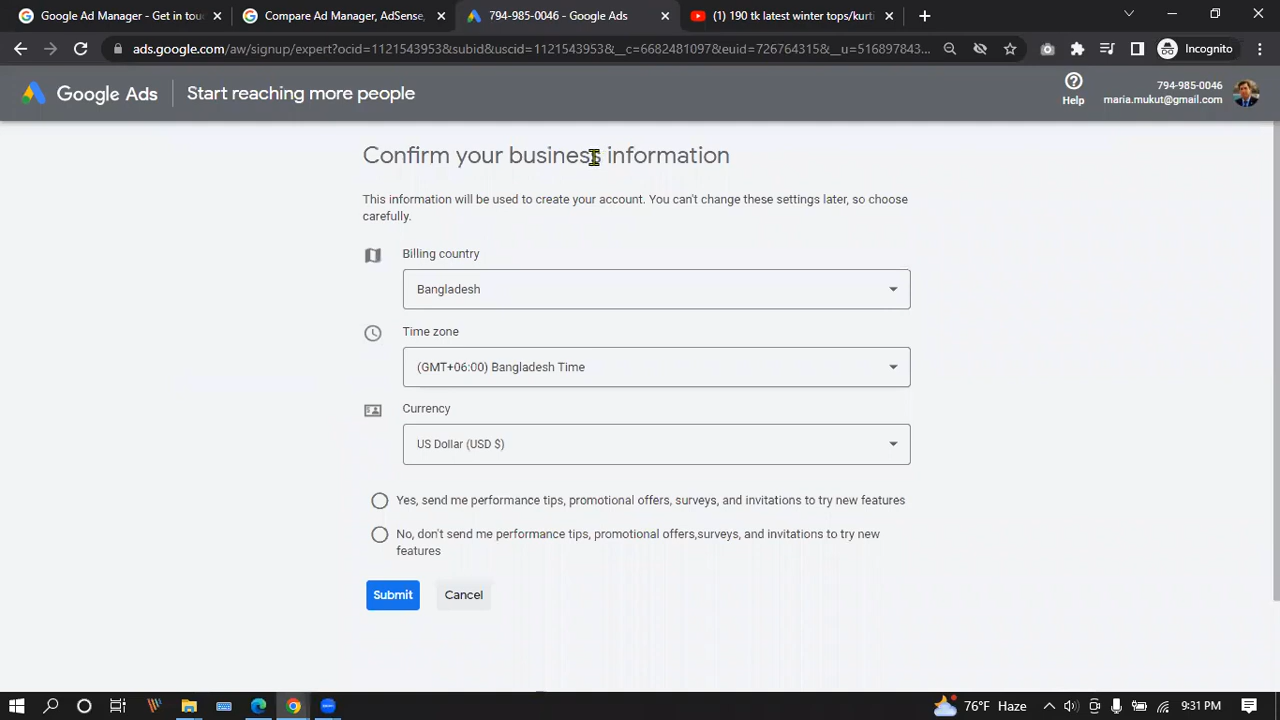 Google Ad Manager - Get in touc
Compare Ad Manager, AdSense,
794-985-0046 - Google Ads
(1) 190 tk latest winter tops/kurti
ads.google.com/aw/signup/expert?ocid=1121543953&subid&uscid=1121543953&__c=6682481097&euid=726764315&__u=516897843...
Incognito
Google Ads
Start reaching more people
Help
794-985-0046
maria.mukut@gmail.com
Confirm your business information
This information will be used to create your account. You can't change these settings later, so choose
carefully.
Billing country
Bangladesh
Time zone
(GMT+06:00) Bangladesh Time
Currency
US Dollar (USD $)
Yes, send me performance tips, promotional offers, surveys, and invitations to try new features
No, don't send me performance tips, promotional offers,surveys, and invitations to try new
features
Submit
Cancel
76°F Haze
9:31 PM